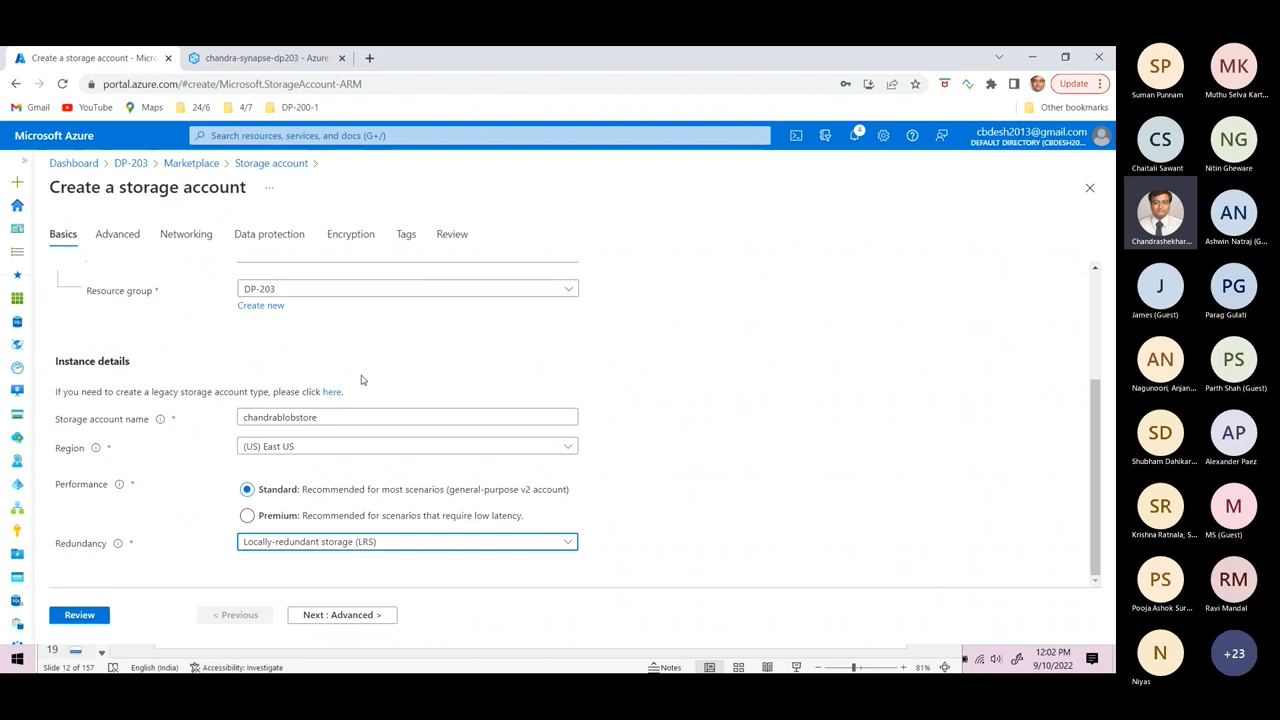 Create a storage account - Micr
chandra-synapse-dp203 - Azure
portal.azure.com/#create/Microsoft.StorageAccount-ARM
Update
Gmail
YouTube
Maps
24/6
4/7
DP-200-1
Other bookmarks
Microsoft Azure
Search resources, services, and docs (G+/)
4
cbdesh2013@gmail.com
DEFAULT DIRECTORY (CBDESH20...
Dashboard > DP-203 > Marketplace > Storage account >
Create a storage account ...
Basics
Advanced
Networking
Data protection
Encryption
Tags
Review
Resource group *
DP-203
Create new
Instance details
If you need to create a legacy storage account type, please click here.
Storage account name *
chandrablobstore
Region *
(US) East US
Performance *
Standard: Recommended for most scenarios (general-purpose v2 account)
Premium: Recommended for scenarios that require low latency.
Redundancy *
Locally-redundant storage (LRS)
Review
< Previous
Next : Advanced >
19
Slide 12 of 157
English (India)
Accessibility: Investigate
Notes
81%
12:02 PM
9/10/2022
SP
Suman Punnam
MK
Muthu Selva Kart...
CS
Chaitali Sawant
NG
Nitin Gheware
Chandrashekhar...
AN
Ashwin Natraj (G...
J
James (Guest)
PG
Parag Gulati
AN
Nagunoori, Anjan...
PS
Parth Shah (Guest)
SD
Shubham Dahikar...
AP
Alexander Paez
SR
Krishna Ratnala, S...
M
MS (Guest)
PS
Pooja Ashok Sur...
RM
Ravi Mandal
N
Niyas
+23